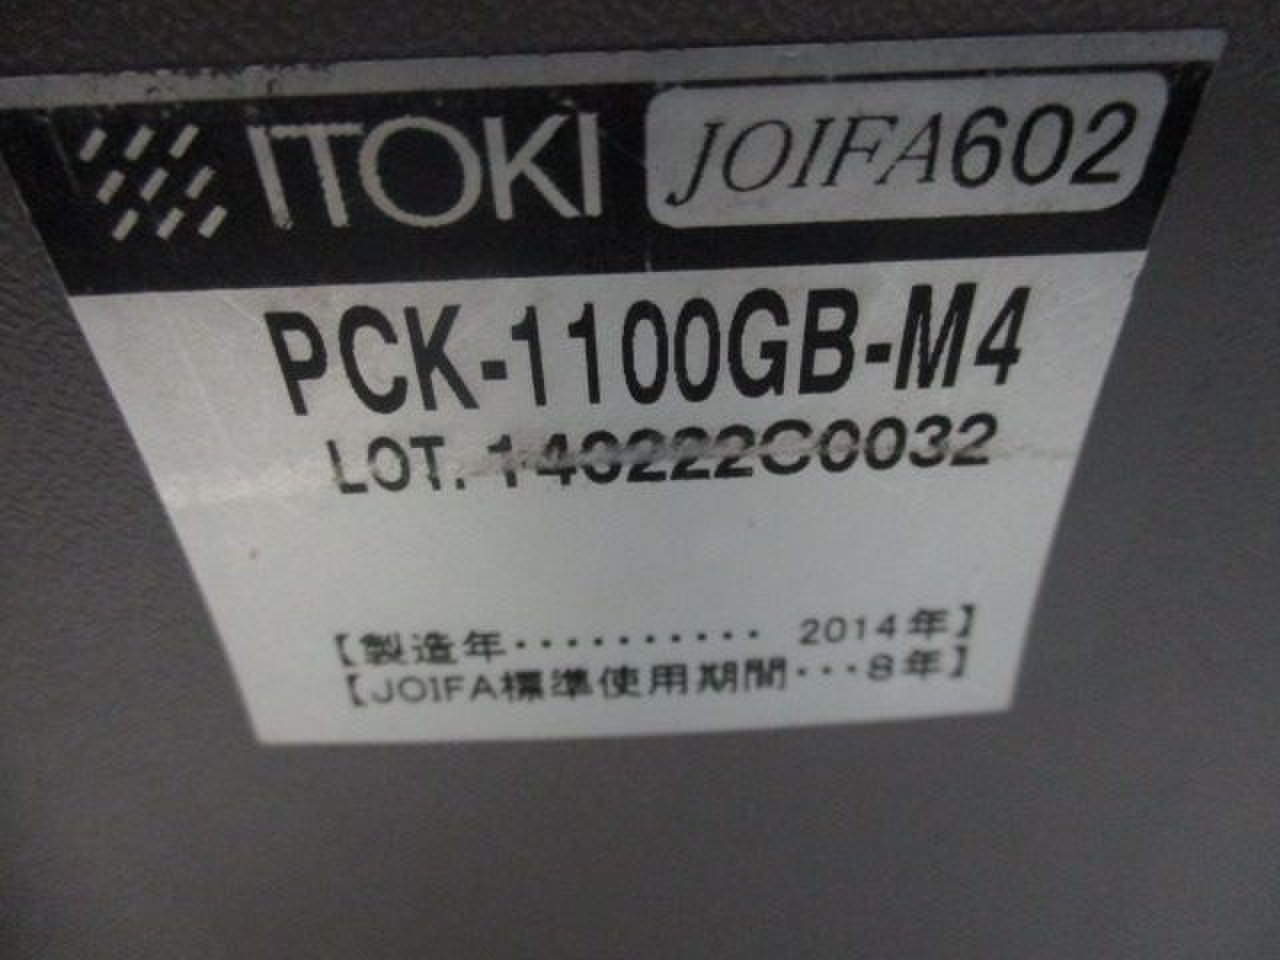 ITOKI JOIFA602
PCK-1100GB-M4
LOT. 140222C0032
【製造年・・・・・・・・・・ 2014年】
【JOIFA標準使用期間・・・8年】